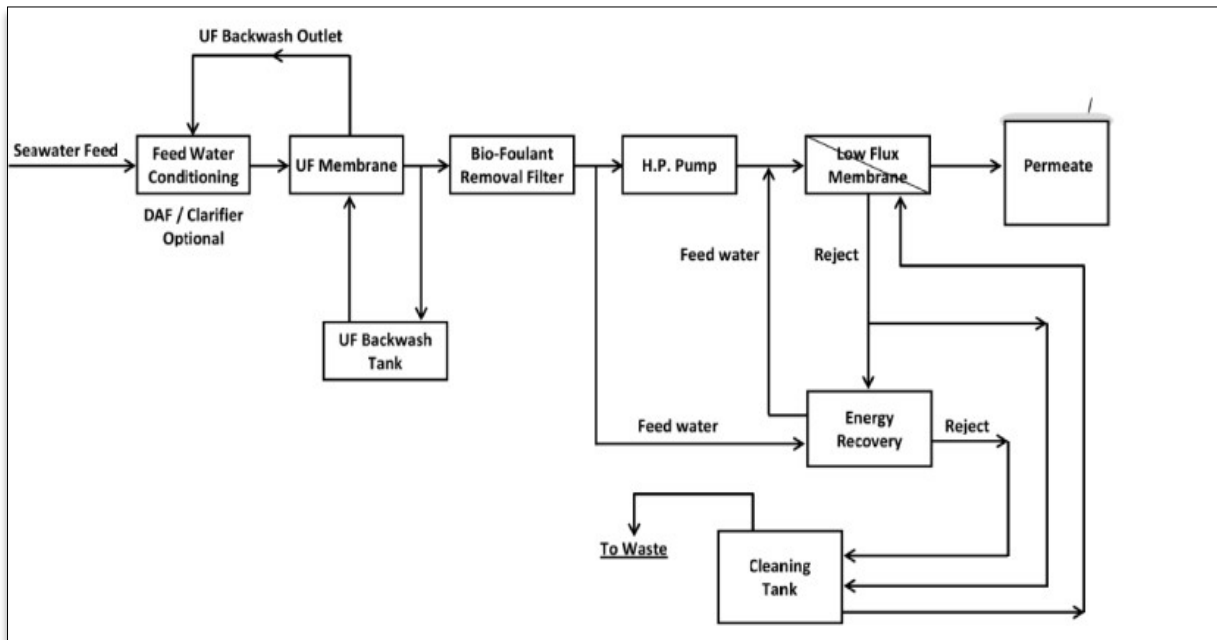 UF Backwash Outlet
Seawater Feed
Feed Water
Conditioning
DAF / Clarifier
Optional
UF Membrane
Bio-Foulant
Removal Filter
H.P. Pump
Low Flux
Membrane
Permeate
Feed water
Reject
UF Backwash
Tank
Feed water
Energy
Recovery
Reject
To Waste
Cleaning
Tank